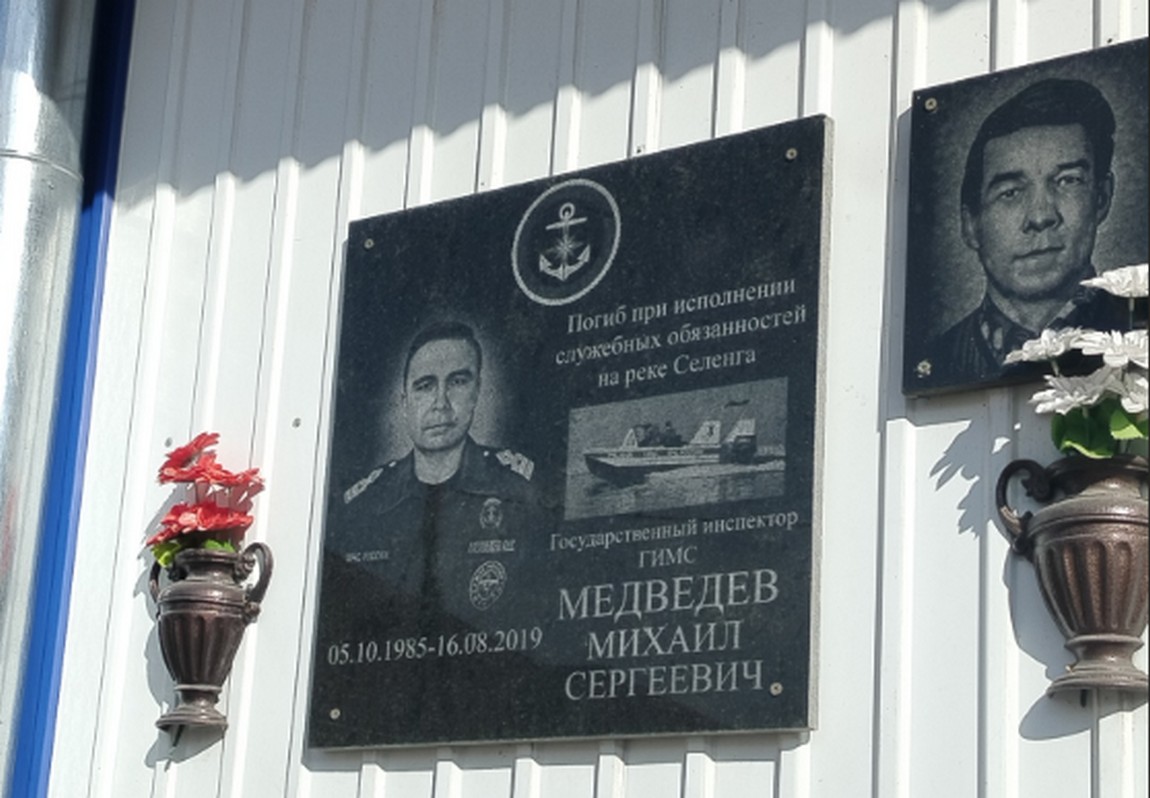 Погиб при исполнении
служебных обязанностей
на реке Селенга
Государственный инспектор
ГИМС
МЕДВЕДЕВ
МИХАИЛ
СЕРГЕЕВИЧ
05.10.1985-16.08.2019